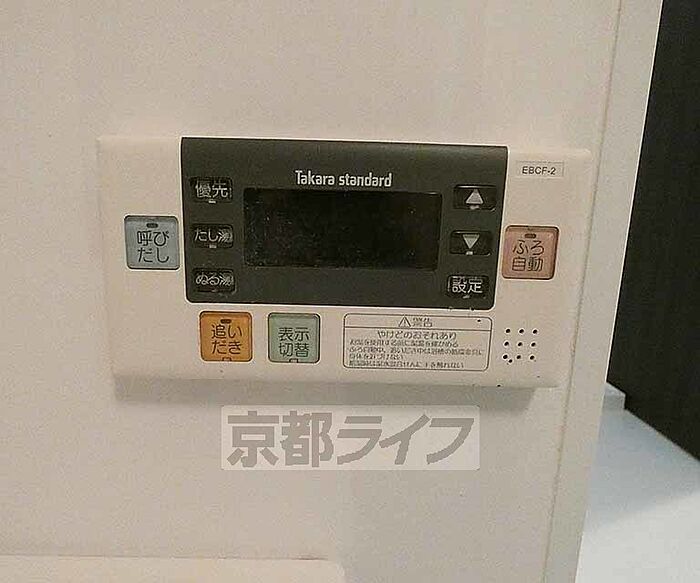 Takara standard
EBCF-2
優先
呼び
だし
たし湯
ぬる湯
設定
ふろ
自動
追い
だき
表示
切替
警告
やけどのおそれあり
京都ライフ